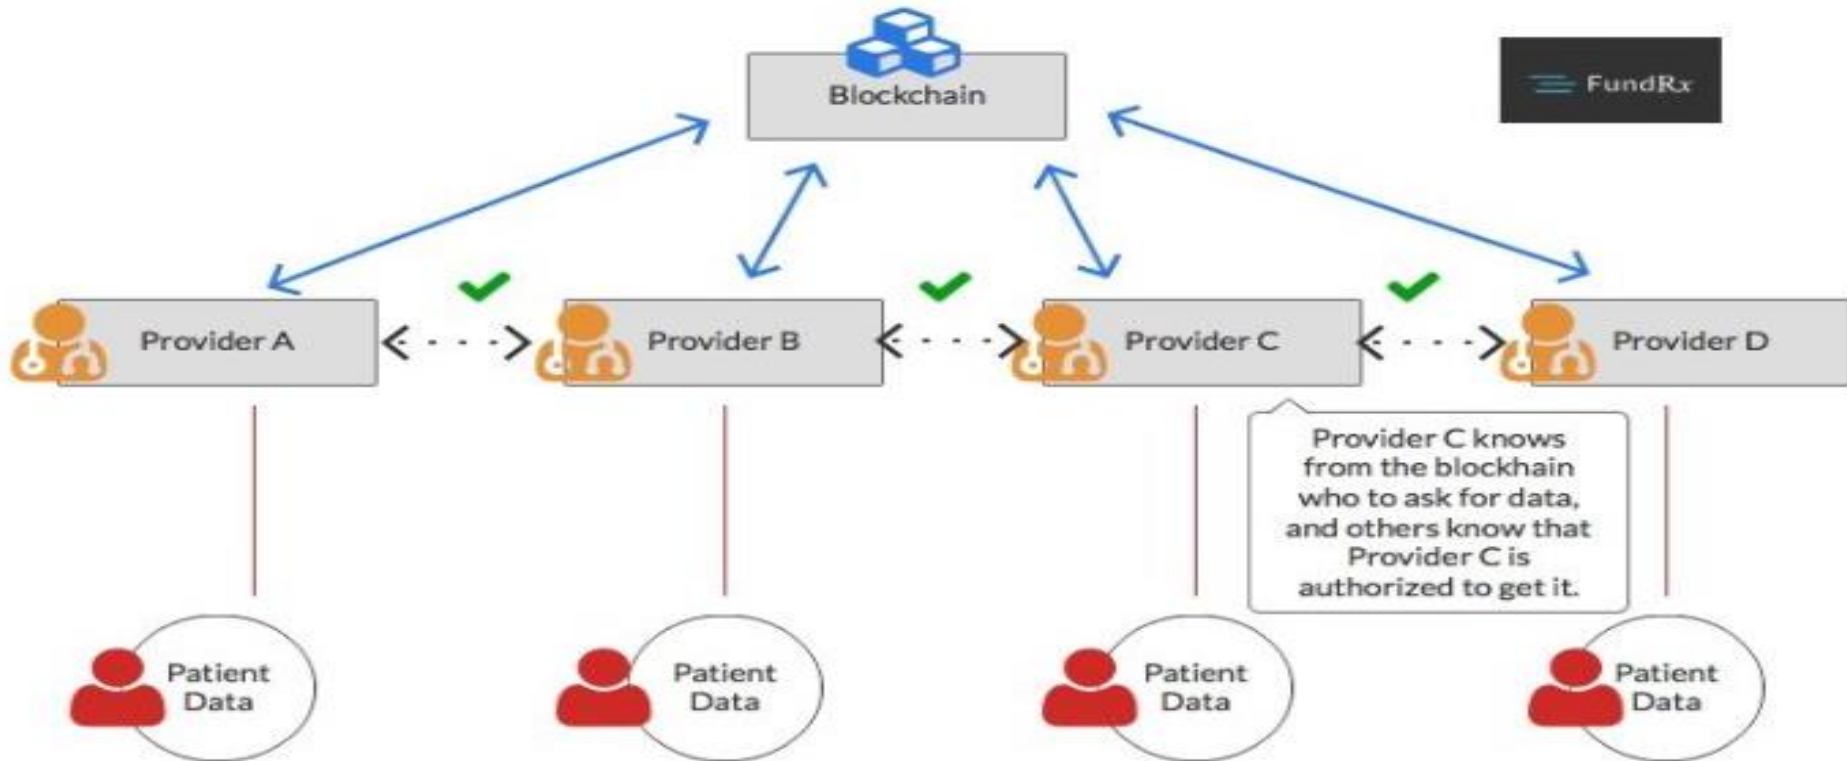 Blockchain
FundRx
Provider A
Provider B
Provider C
Provider D
Provider C knows
from the blockhain
who to ask for data,
and others know that
Provider C is
authorized to get it.
Patient
Data
Patient
Data
Patient
Data
Patient
Data